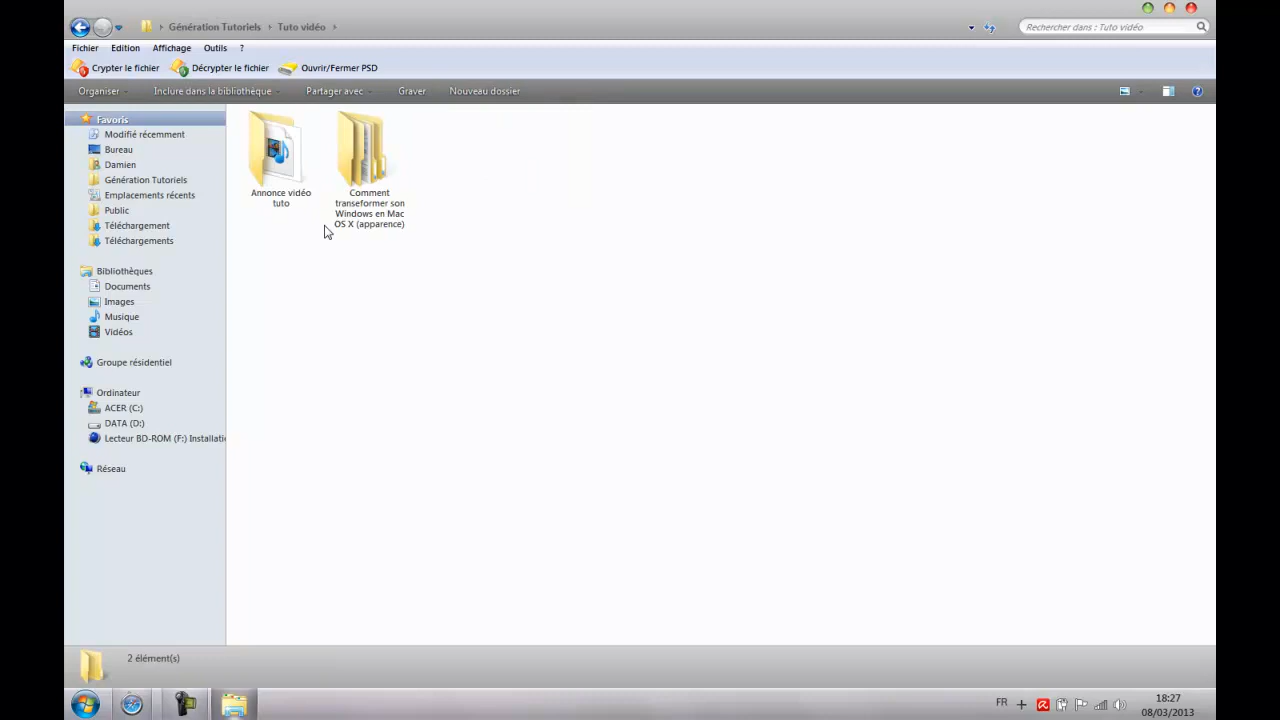 Génération Tutoriels
Tuto vidéo
Rechercher dans : Tuto vidéo
Fichier Edition Affichage Outils ?
Crypter le fichier Décrypter le fichier Ouvrir/Fermer PSD
Organiser Inclure dans la bibliothèque Partager avec Graver Nouveau dossier
Favoris
Modifié récemment
Bureau
Damien
Génération Tutoriels
Emplacements récents
Public
Téléchargement
Téléchargements
Bibliothèques
Documents
Images
Musique
Vidéos
Groupe résidentiel
Ordinateur
ACER (C:)
DATA (D:)
Lecteur BD-ROM (F:) Installati
Réseau
Annonce vidéo
tuto
Comment
transeformer son
Windows en Mac
OS X (apparence)
2 élément(s)
FR
18:27
08/03/2013